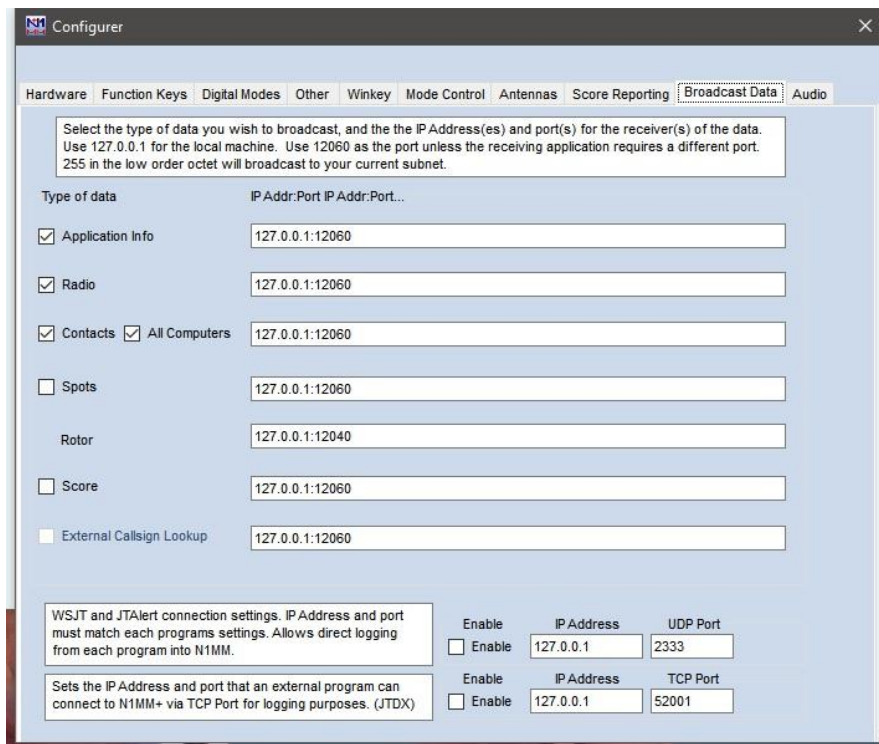 N1MM Configurer
Hardware Function Keys Digital Modes Other Winkey Mode Control Antennas Score Reporting Broadcast Data Audio
Select the type of data you wish to broadcast, and the the IP Address(es) and port(s) for the receiver(s) of the data.
Use 127.0.0.1 for the local machine. Use 12060 as the port unless the receiving application requires a different port.
255 in the low order octet will broadcast to your current subnet.
Type of data IP Addr:Port IP Addr:Port...
Application Info 127.0.0.1:12060
Radio 127.0.0.1:12060
Contacts All Computers 127.0.0.1:12060
Spots 127.0.0.1:12060
Rotor 127.0.0.1:12040
Score 127.0.0.1:12060
External Callsign Lookup 127.0.0.1:12060
WSJT and JTAlert connection settings. IP Address and port
must match each programs settings. Allows direct logging
from each program into N1MM.
Enable IP Address UDP Port
Enable 127.0.0.1 2333
Sets the IP Address and port that an external program can
connect to N1MM+ via TCP Port for logging purposes. (JTDX)
Enable IP Address TCP Port
Enable 127.0.0.1 52001